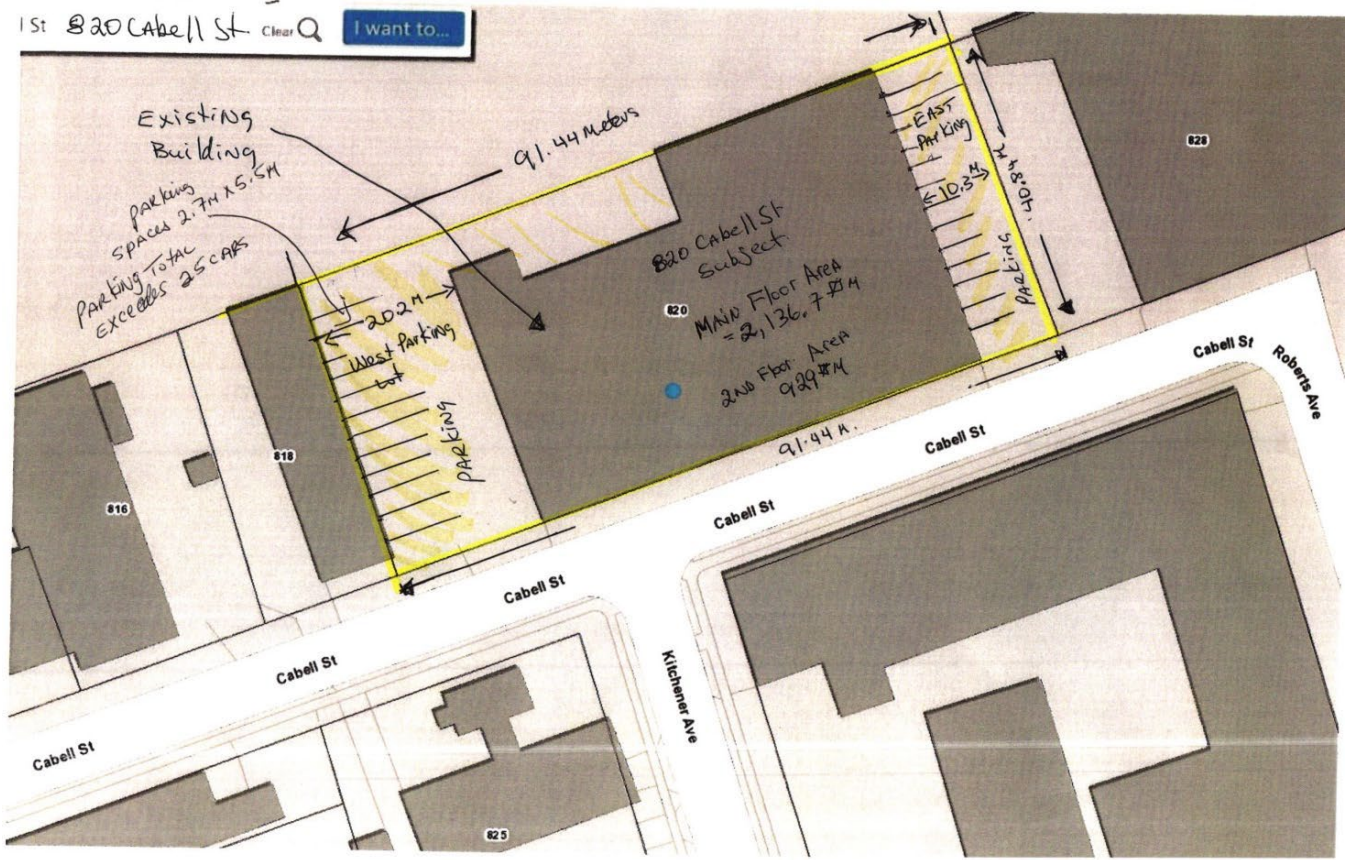 l St 820 Cabell St Clear I want to...
Existing
Building
91.44 Meters
PARKING
SPACES 2.7M X 5.5M
PARKING TOTAL
EXCEEDS 25 CARS
20.2 M
West Parking
Lot
PARKING
820 Cabell St
Subject
820
MAIN Floor Area
= 2,136.7 #M
2ND Floor Area
929 #M
EAST
PARKING
10.3 M
PARKING
40.84 M.
828
91.44 M.
818
816
Cabell St
Roberts Ave
Cabell St
Cabell St
Cabell St
Cabell St
Cabell St
Kitchener Ave
825